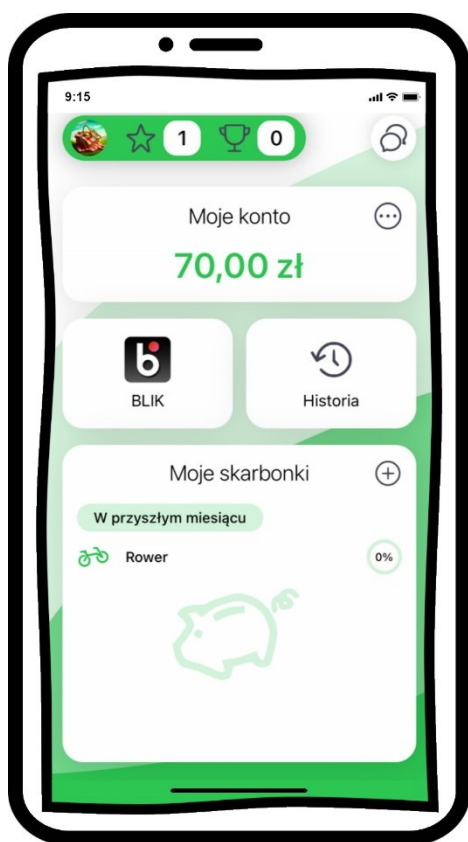 9:15
1 0
Moje konto
70,00 zł
b
BLIK Historia
Moje skarbonki
W przyszłym miesiącu
Rower 0%